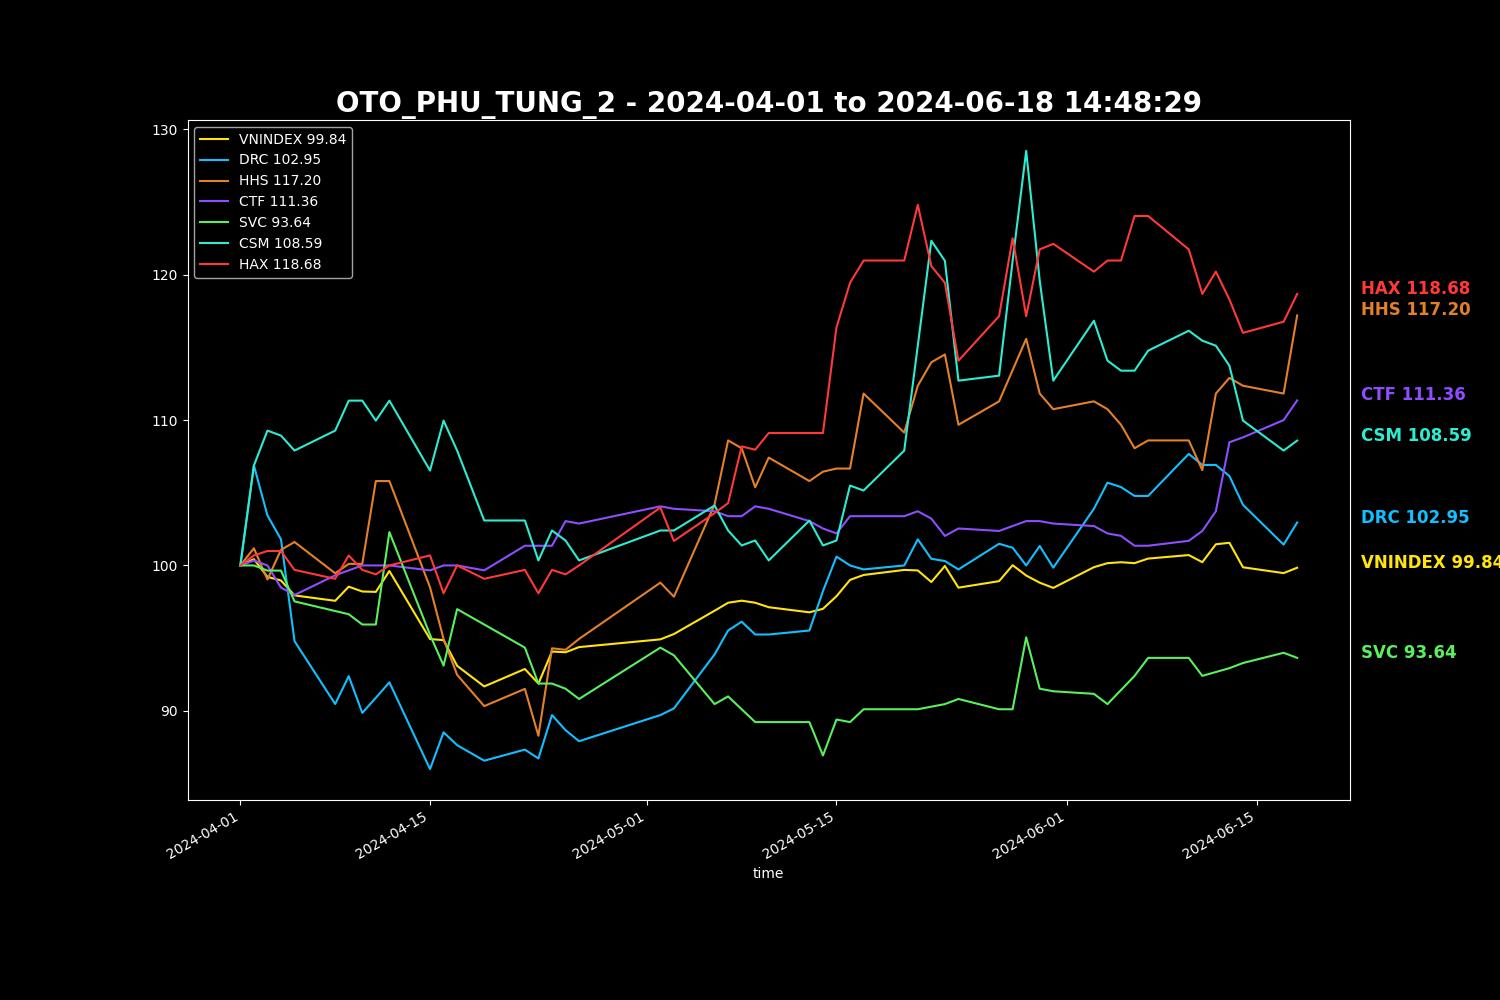 OTO_PHU_TUNG_2 - 2024-04-01 to 2024-06-18 14:48:29
130
120
110
100
90
VNINDEX 99.84
DRC 102.95
HHS 117.20
CTF 111.36
SVC 93.64
CSM 108.59
HAX 118.68
HAX 118.68
HHS 117.20
CTF 111.36
CSM 108.59
DRC 102.95
VNINDEX 99.84
SVC 93.64
2024-04-01
2024-04-15
2024-05-01
2024-05-15
2024-06-01
2024-06-15
time